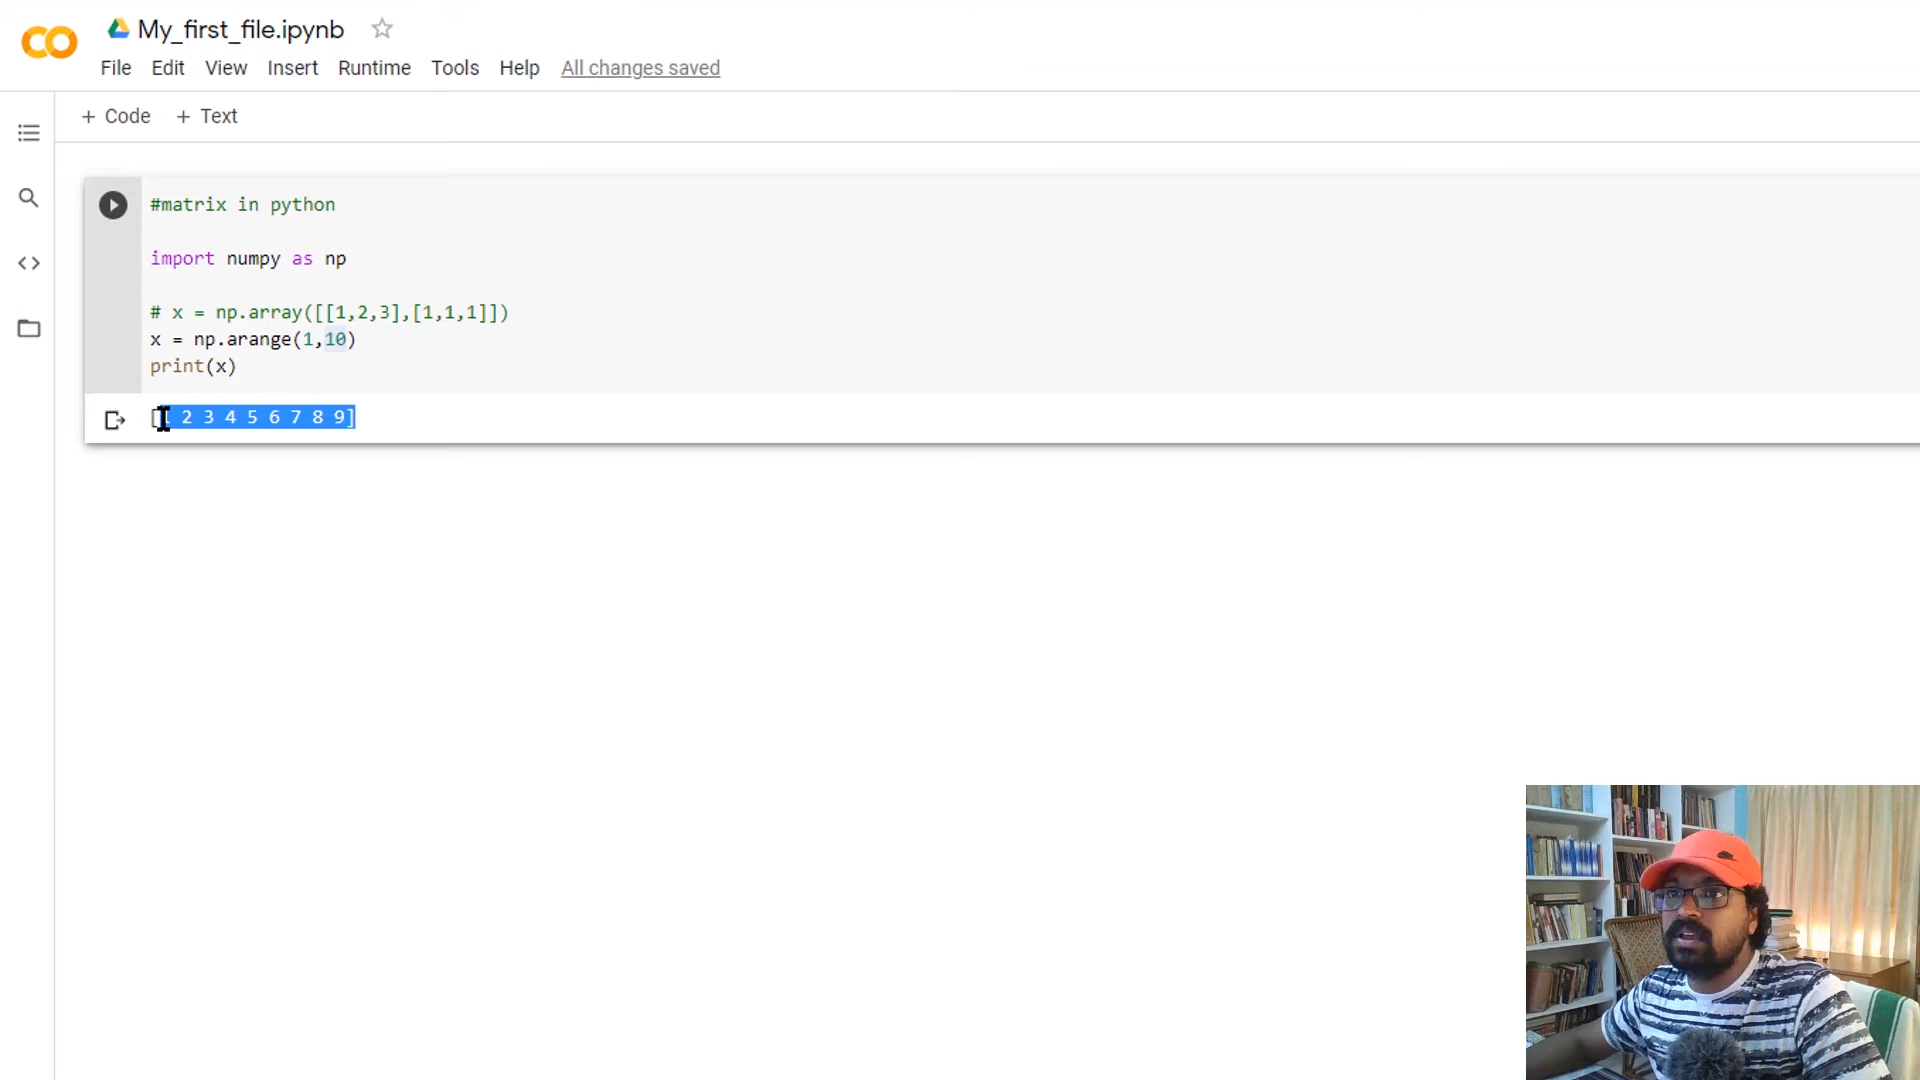 My_first_file.ipynb
File Edit View Insert Runtime Tools Help All changes saved
+ Code + Text
#matrix in python
import numpy as np
# x = np.array([[1,2,3],[1,1,1]])
x = np.arange(1,10)
print(x)
[1 2 3 4 5 6 7 8 9]